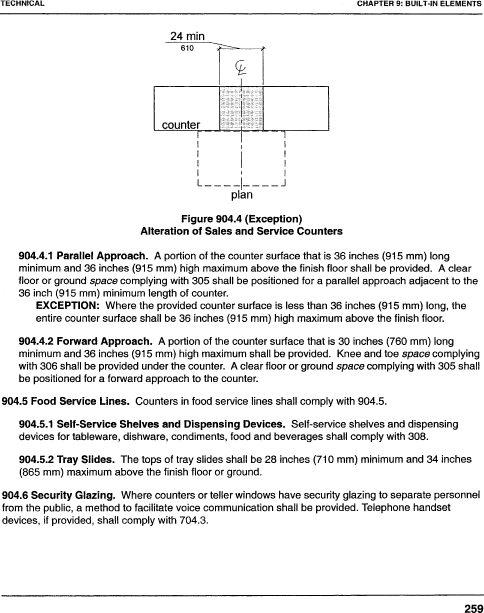 TECHNICAL
CHAPTER 9: BUILT-IN ELEMENTS
24 min
610
counter
plan
Figure 904.4 (Exception)
Alteration of Sales and Service Counters
904.4.1 Parallel Approach. A portion of the counter surface that is 36 inches (915 mm) long
minimum and 36 inches (915 mm) high maximum above the finish floor shall be provided. A clear
floor or ground space complying with 305 shall be positioned for a parallel approach adjacent to the
36 inch (915 mm) minimum length of counter.
EXCEPTION: Where the provided counter surface is less than 36 inches (915 mm) long, the
entire counter surface shall be 36 inches (915 mm) high maximum above the finish floor.
904.4.2 Forward Approach. A portion of the counter surface that is 30 inches (760 mm) long
minimum and 36 inches (915 mm) high maximum shall be provided. Knee and toe space complying
with 306 shall be provided under the counter. A clear floor or ground space complying with 305 shall
be positioned for a forward approach to the counter.
904.5 Food Service Lines. Counters in food service lines shall comply with 904.5.
904.5.1 Self-Service Shelves and Dispensing Devices. Self-service shelves and dispensing
devices for tableware, dishware, condiments, food and beverages shall comply with 308.
904.5.2 Tray Slides. The tops of tray slides shall be 28 inches (710 mm) minimum and 34 inches
(865 mm) maximum above the finish floor or ground.
904.6 Security Glazing. Where counters or teller windows have security glazing to separate personnel
from the public, a method to facilitate voice communication shall be provided. Telephone handset
devices, if provided, shall comply with 704.3.
259